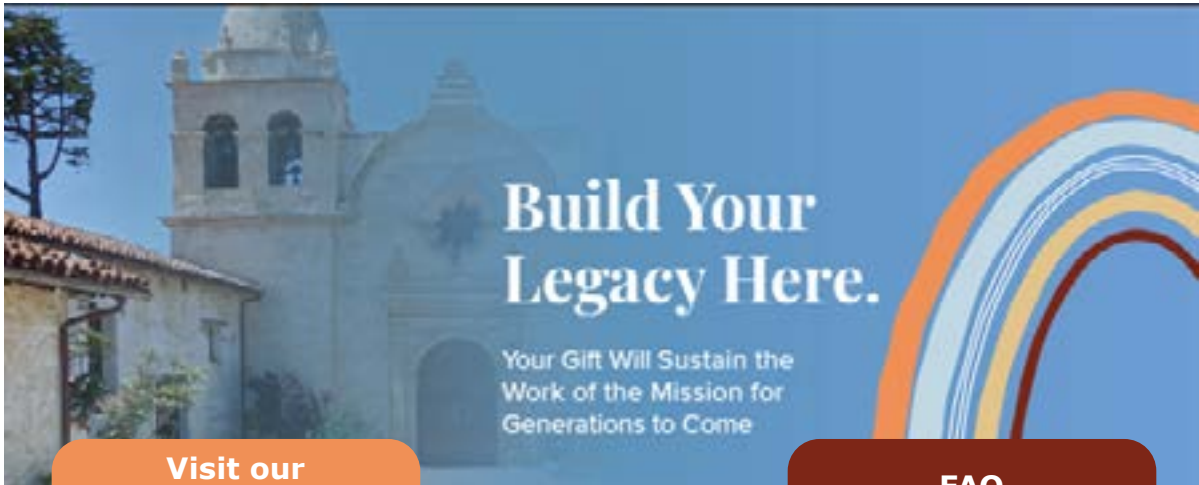 Build Your
Legacy Here.
Your Gift Will Sustain the
Work of the Mission for
Generations to Come
Visit our
FAQ